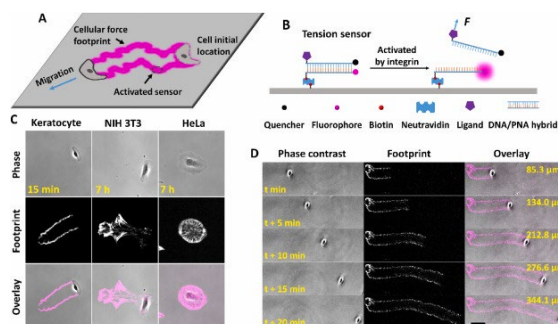 A
Cellular force
footprint
Cell initial
location
Migration
Activated
sensor
B
Tension sensor
Activated
by integrin
F
Quencher Fluorophore Biotin Neutravidin Ligand DNA/PNA hybrid
C
Keratocyte NIH 3T3 HeLa
Phase
15 min 7 h 7 h
Footprint
Overlay
D
Phase contrast Footprint Overlay
t min 85.3 µm
t + 5 min 134.0 µm
t + 10 min 212.8 µm
t + 15 min 276.6 µm
t + 20 min 344.1 µm